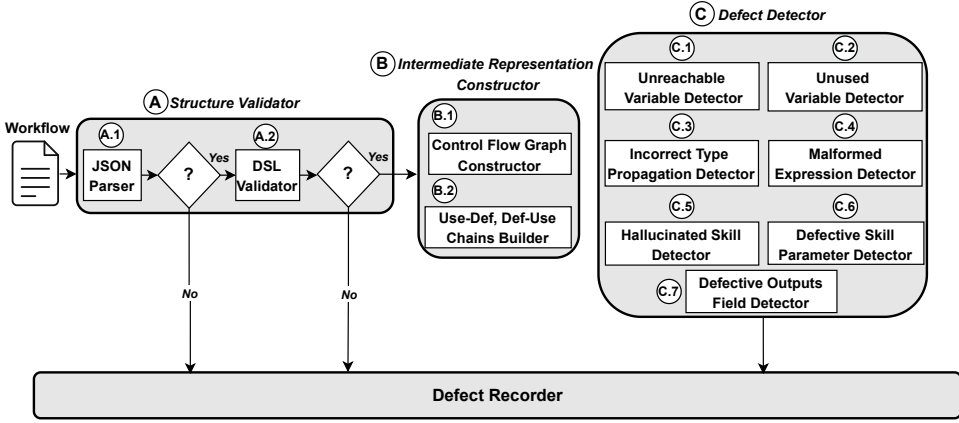 Workflow
A Structure Validator
A.1
JSON
Parser
?
Yes
A.2
DSL
Validator
?
Yes
No
No
B Intermediate Representation
Constructor
B.1
Control Flow Graph
Constructor
B.2
Use-Def, Def-Use
Chains Builder
C Defect Detector
C.1
Unreachable
Variable Detector
C.2
Unused
Variable Detector
C.3
Incorrect Type
Propagation Detector
C.4
Malformed
Expression Detector
C.5
Hallucinated Skill
Detector
C.6
Defective Skill
Parameter Detector
C.7
Defective Outputs
Field Detector
Defect Recorder